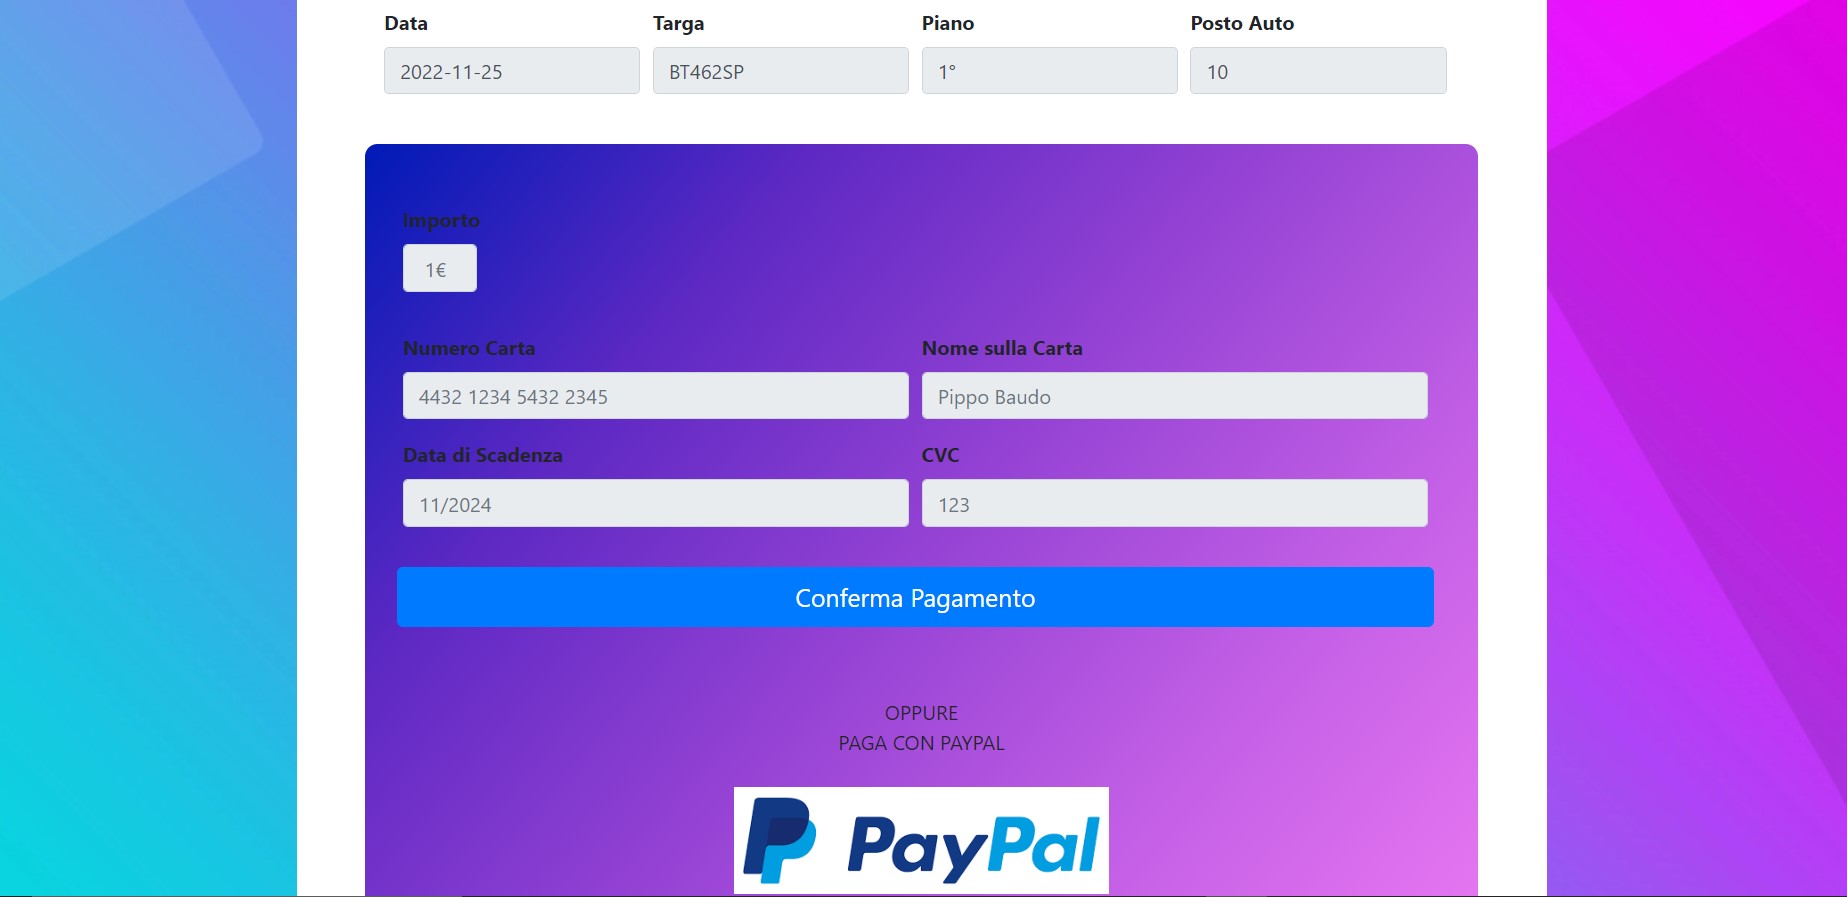 Data Targa Piano Posto Auto
2022-11-25 BT462SP 1° 10
Importo
1€
Numero Carta Nome sulla Carta
4432 1234 5432 2345 Pippo Baudo
Data di Scadenza CVC
11/2024 123
Conferma Pagamento
OPPURE
PAGA CON PAYPAL
PayPal